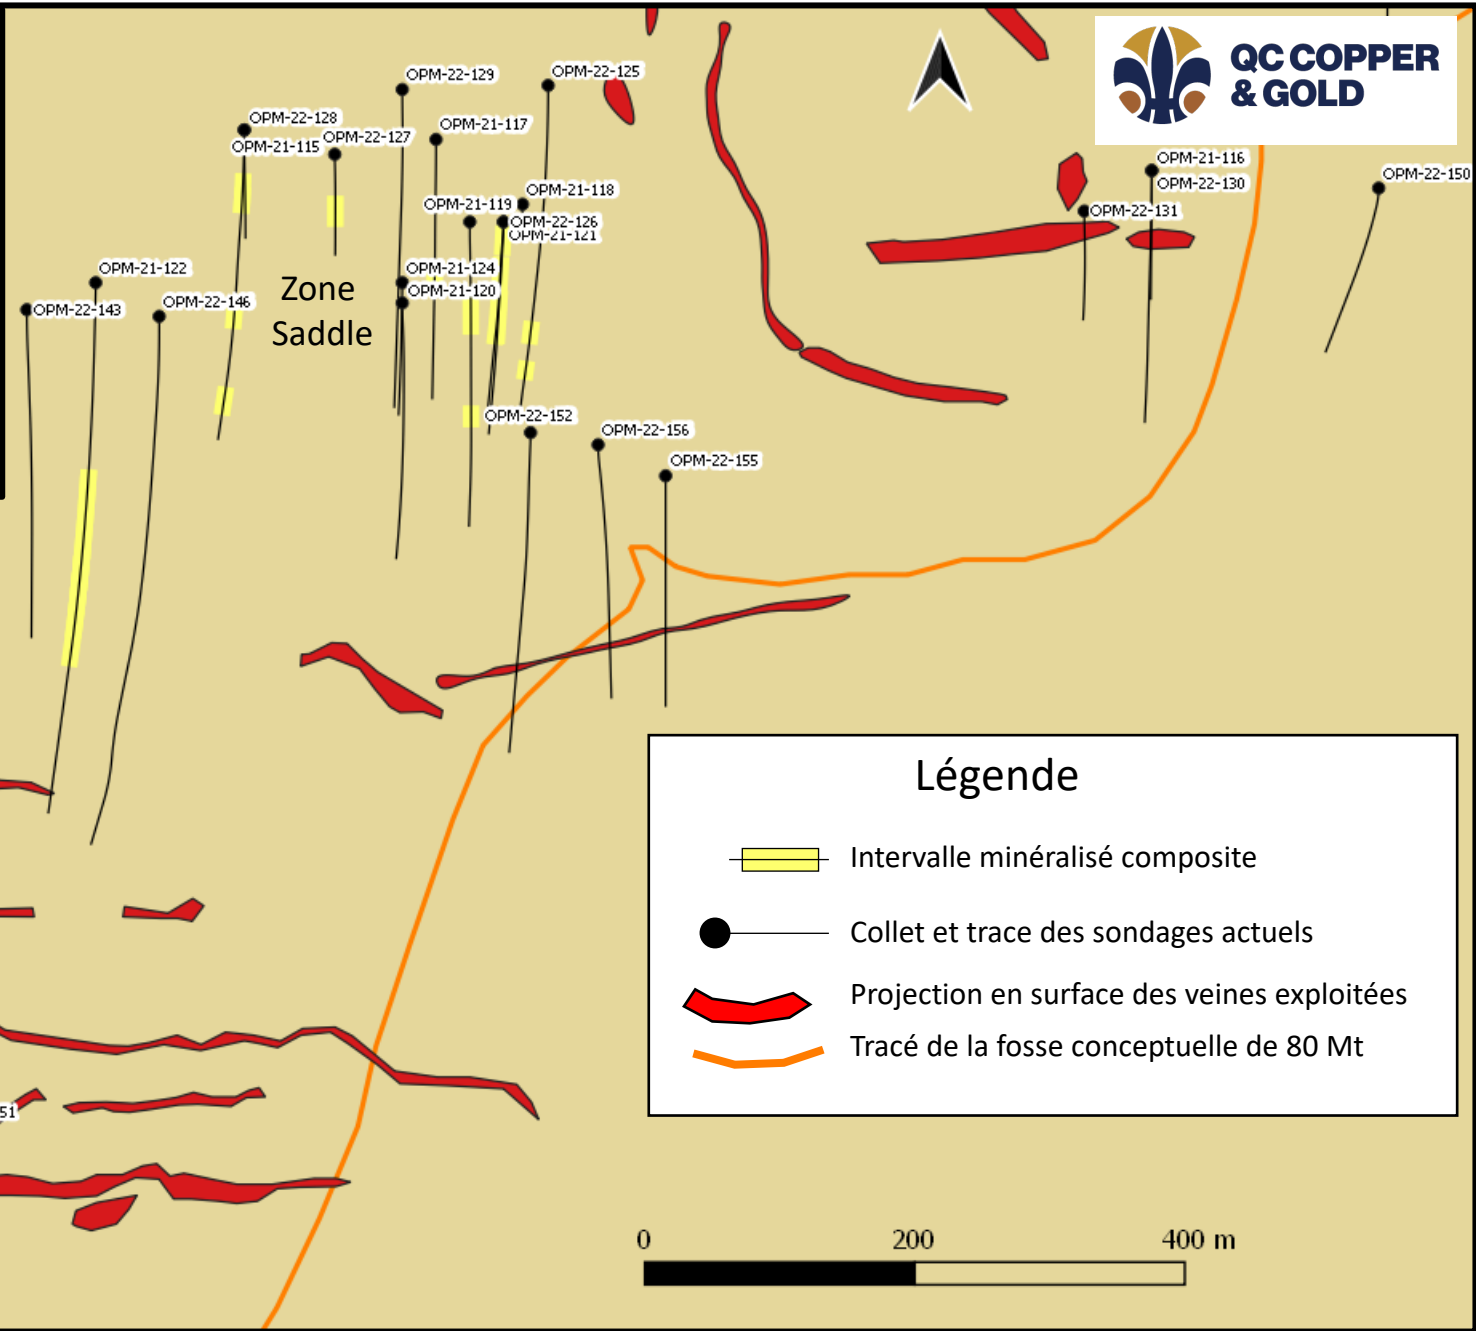 QC COPPER
& GOLD
OPM-22-129
OPM-22-125
OPM-22-128
OPM-21-117
OPM-22-127
OPM-21-115
OPM-21-116
OPM-22-150
OPM-22-130
OPM-21-118
OPM-21-119
OPM-22-131
OPM-22-126
OPM-21-121
OPM-21-122
OPM-21-124
Zone
Saddle
OPM-21-120
OPM-22-146
OPM-22-143
OPM-22-152
OPM-22-156
OPM-22-155
Légende
Intervalle minéralisé composite
Collet et trace des sondages actuels
Projection en surface des veines exploitées
Tracé de la fosse conceptuelle de 80 Mt
51
0 200 400 m